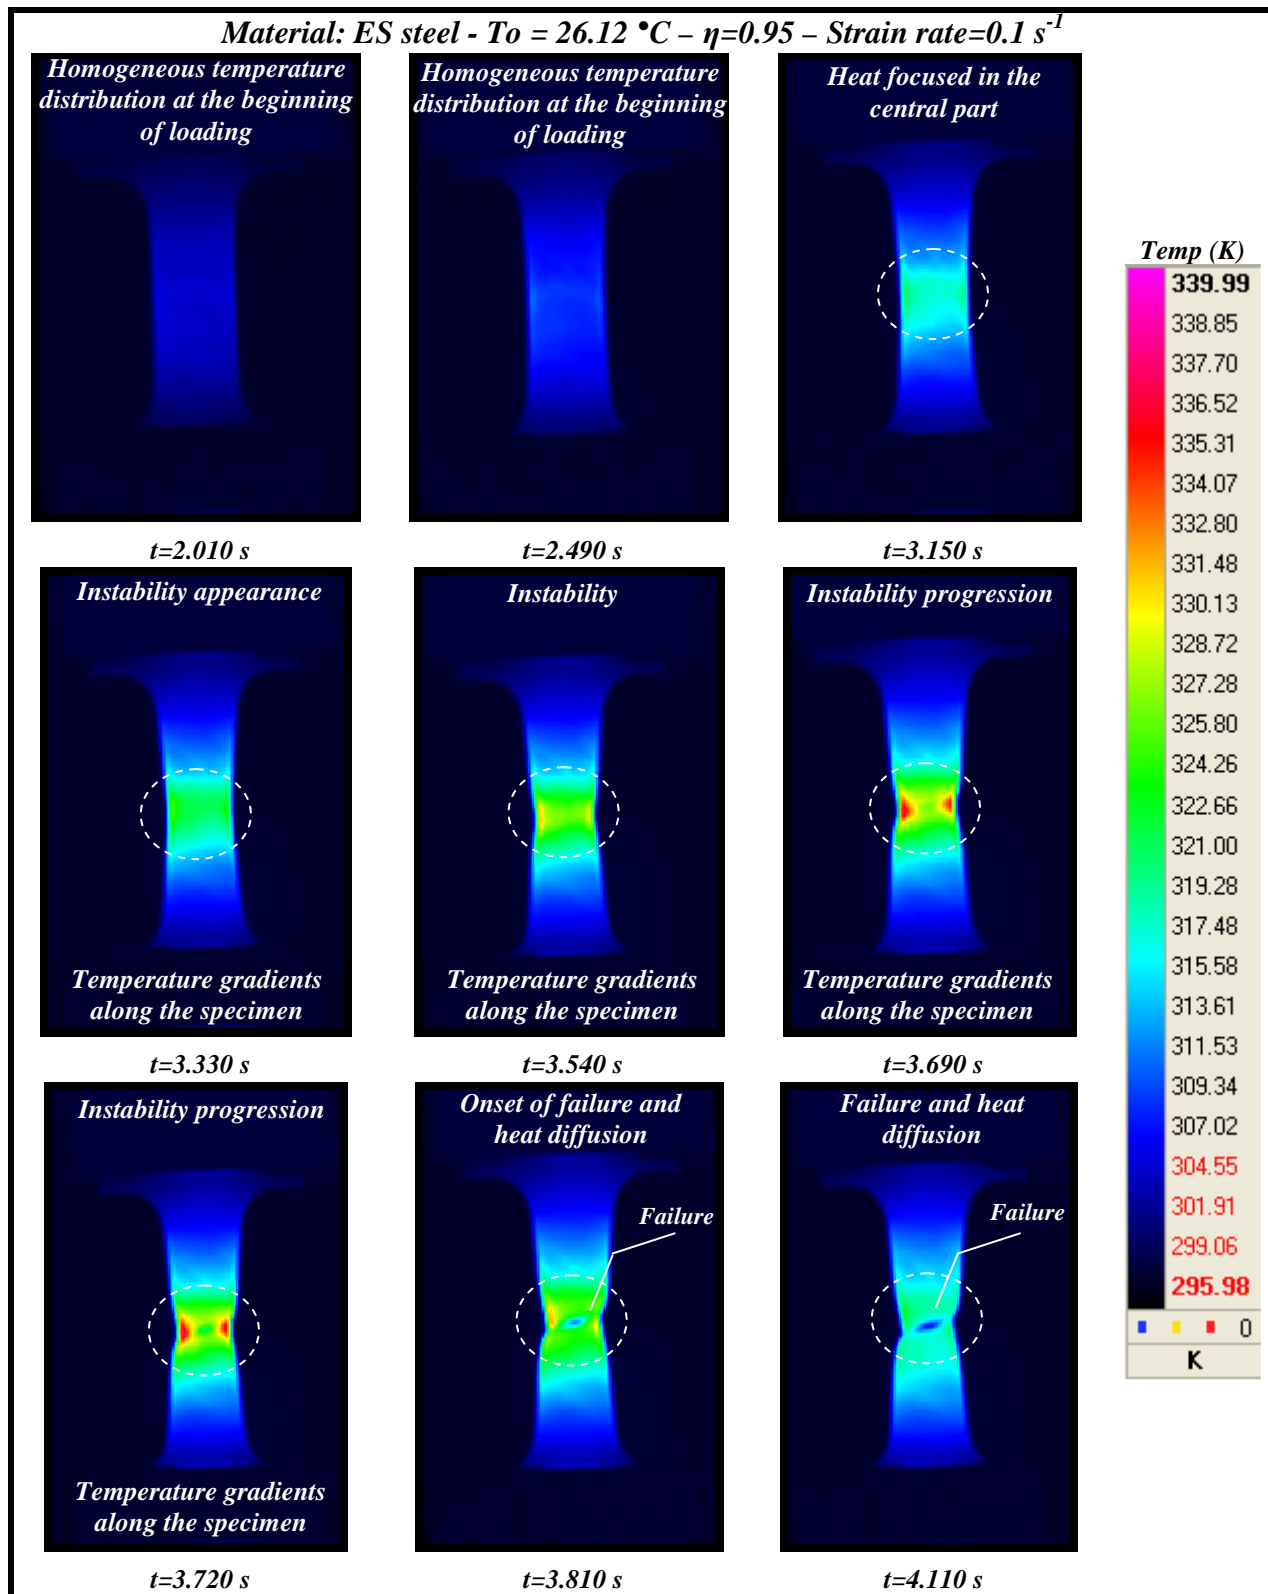 Material: ES steel - To = 26.12 °C – η=0.95 – Strain rate=0.1 s⁻¹
Homogeneous temperature
distribution at the beginning
of loading
Homogeneous temperature
distribution at the beginning
of loading
Heat focused in the
central part
t=2.010 s
t=2.490 s
t=3.150 s
Instability appearance
Temperature gradients
along the specimen
Instability
Temperature gradients
along the specimen
Instability progression
Temperature gradients
along the specimen
t=3.330 s
t=3.540 s
t=3.690 s
Instability progression
Temperature gradients
along the specimen
Onset of failure and
heat diffusion
Failure
Failure and heat
diffusion
Failure
t=3.720 s
t=3.810 s
t=4.110 s
Temp (K)
339.99
338.85
337.70
336.52
335.31
334.07
332.80
331.48
330.13
328.72
327.28
325.80
324.26
322.66
321.00
319.28
317.48
315.58
313.61
311.53
309.34
307.02
304.55
301.91
299.06
295.98
0
K